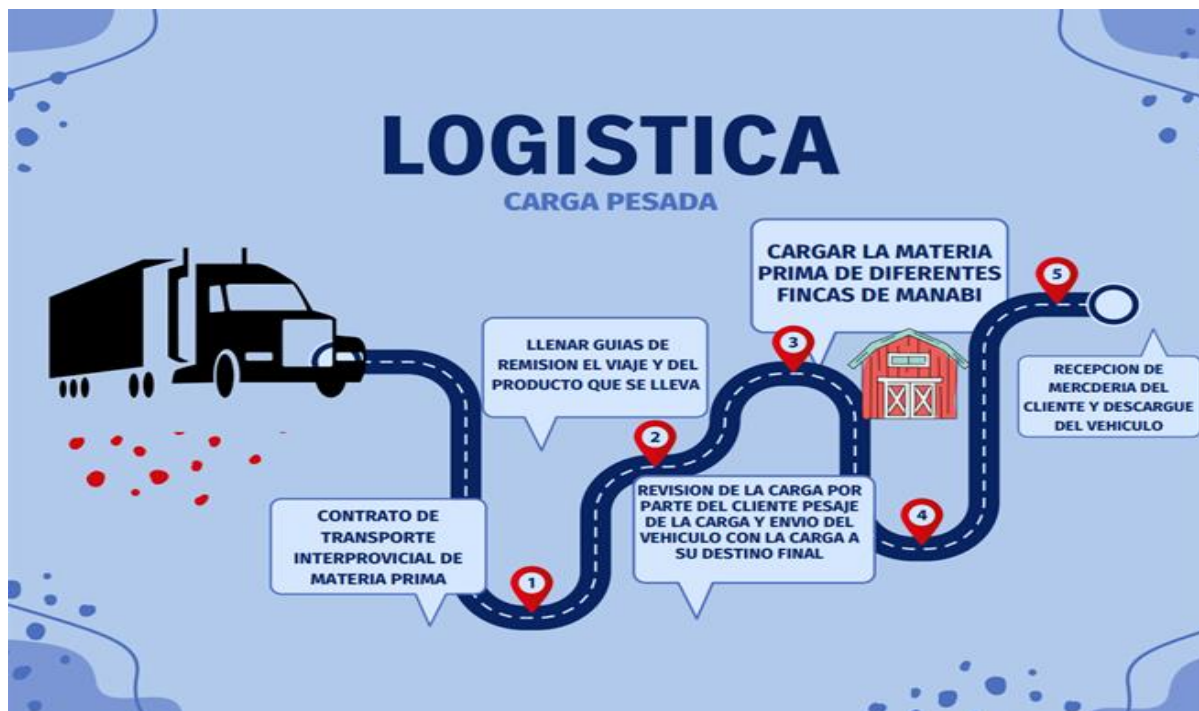 LOGISTICA
CARGA PESADA
CONTRATO DE
TRANSPORTE
INTERPROVICIAL DE
MATERIA PRIMA
1
LLENAR GUIAS DE
REMISION EL VIAJE Y DEL
PRODUCTO QUE SE LLEVA
2
CARGAR LA MATERIA
PRIMA DE DIFERENTES
FINCAS DE MANABI
3
REVISION DE LA CARGA POR
PARTE DEL CLIENTE PESAJE
DE LA CARGA Y ENVIO DEL
VEHICULO CON LA CARGA A
SU DESTINO FINAL
4
RECEPCION DE
MERCDERIA DEL
CLIENTE Y DESCARGUE
DEL VEHICULO
5